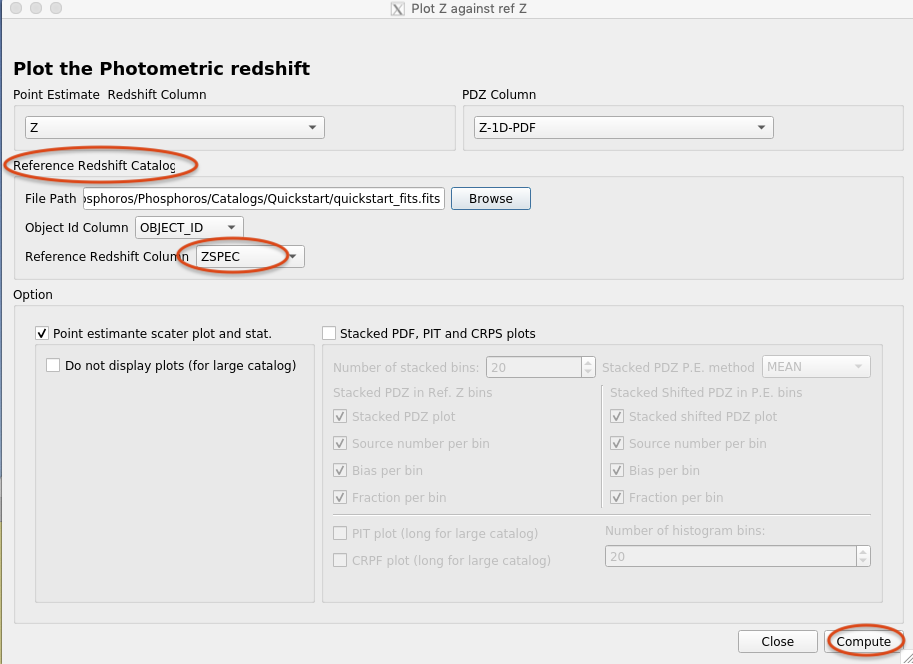 Plot Z against ref Z
Plot the Photometric redshift
Point Estimate Redshift Column
PDZ Column
Z
Z-1D-PDF
Reference Redshift Catalog
File Path osphoros/Phosphoros/Catalogs/Quickstart/quickstart_fits.fits Browse
Object Id Column OBJECT_ID
Reference Redshift Column ZSPEC
Option
Point estimante scater plot and stat.
Do not display plots (for large catalog)
Stacked PDF, PIT and CRPS plots
Number of stacked bins: 20 Stacked PDZ P.E. method MEAN
Stacked PDZ in Ref. Z bins
Stacked PDZ plot
Source number per bin
Bias per bin
Fraction per bin
Stacked Shifted PDZ in P.E. bins
Stacked shifted PDZ plot
Source number per bin
Bias per bin
Fraction per bin
PIT plot (long for large catalog)
CRPF plot (long for large catalog)
Number of histogram bins:
20
Close Compute